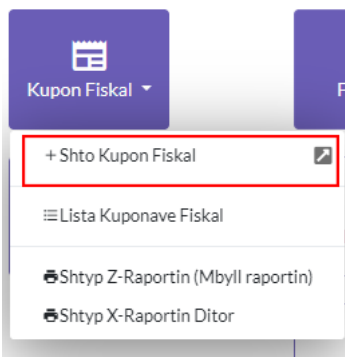 Kupon Fiskal
F
+ Shto Kupon Fiskal
Lista Kuponave Fiskal
Shtyp Z-Raportin (Mbyll raportin)
Shtyp X-Raportin Ditor